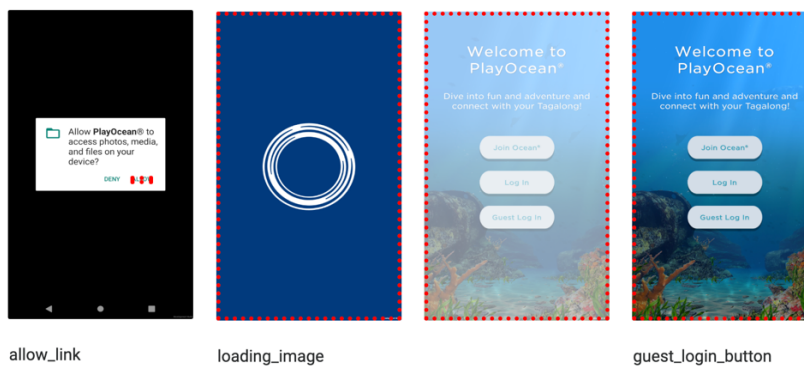 Allow PlayOcean® to
access photos, media,
and files on your
device?
DENY
allow_link
loading_image
Welcome to
PlayOcean®
Dive into fun and adventure and
connect with your Tagalong!
Join Ocean®
Log In
Guest Log In
Welcome to
PlayOcean®
Dive into fun and adventure and
connect with your Tagalong!
Join Ocean®
Log In
Guest Log In
guest_login_button